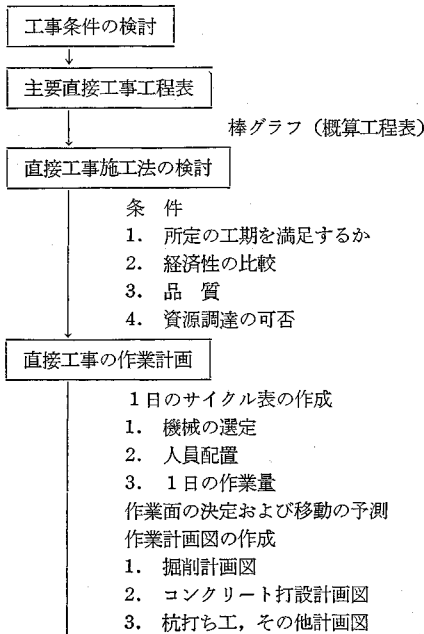 工事条件の検討
主要直接工事工程表
棒グラフ（概算工程表）
直接工事施工法の検討
条　件
1.　所定の工期を満足するか
2.　経済性の比較
3.　品　質
4.　資源調達の可否
直接工事の作業計画
1日のサイクル表の作成
1.　機械の選定
2.　人員配置
3.　1日の作業量
作業面の決定および移動の予測
作業計画図の作成
1.　掘削計画図
2.　コンクリート打設計画図
3.　杭打ち工，その他計画図